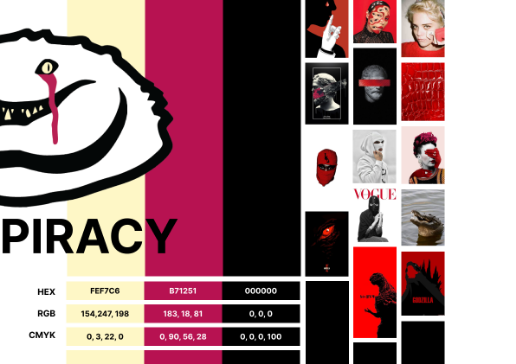 PIRACY
VOGUE
HEX FEF7C6 B71251 000000
RGB 154,247,198 183, 18, 81 0, 0, 0
CMYK 0, 3, 22, 0 0, 90, 56, 28 0, 0, 0, 100